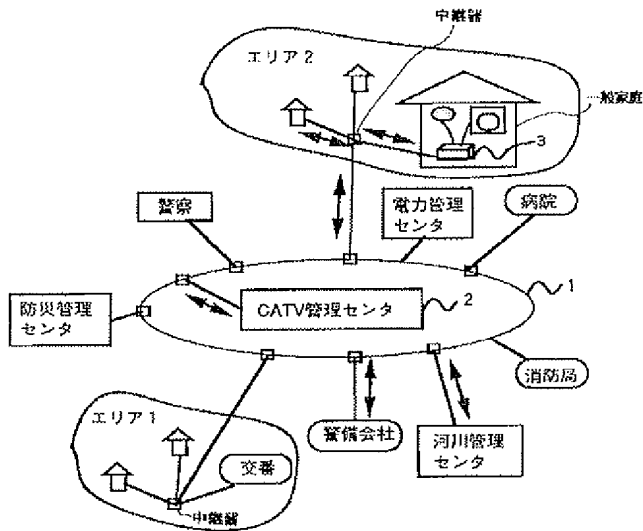 中継器
エリア2
一般家庭
3
警察
電力管理
センタ
病院
1
防災管理
センタ
CATV管理センタ
2
消防局
エリア1
警備会社
河川管理
センタ
交番
中継器